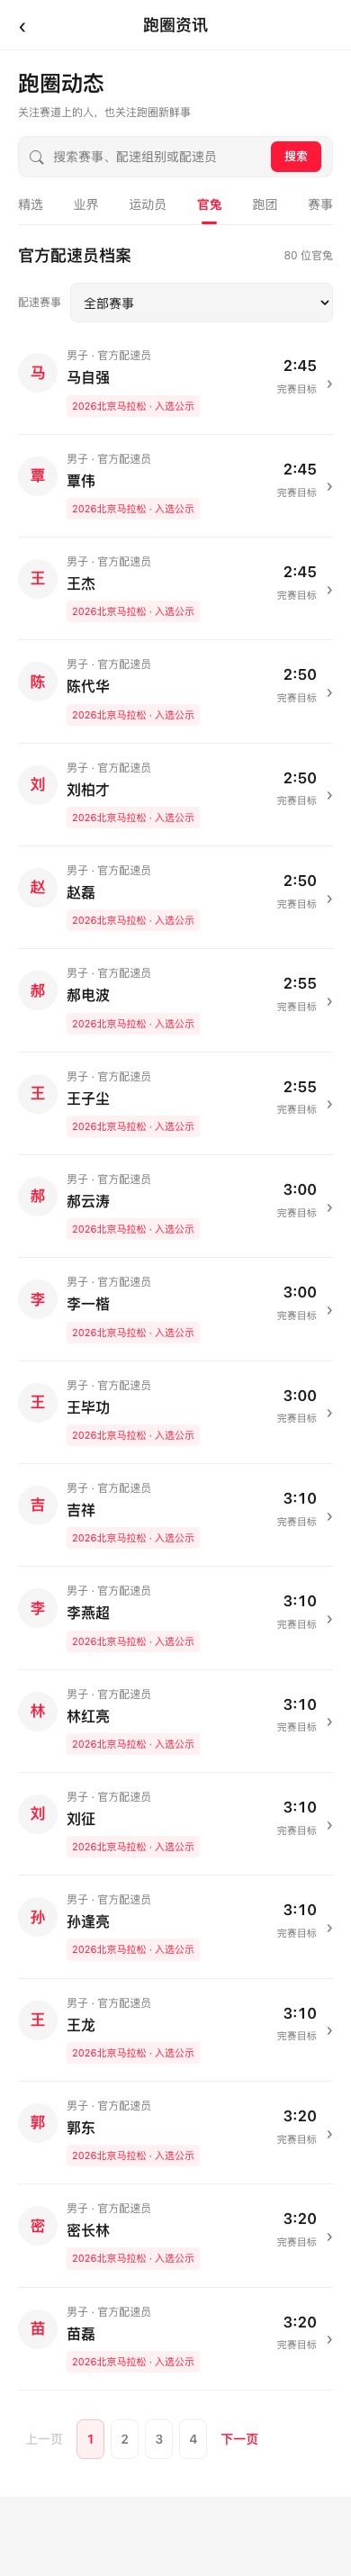 跑圈资讯
跑圈动态
关注赛道上的人，也关注跑圈新鲜事
搜索赛事、配速组别或配速员 搜索
精选 业界 运动员 官兔 跑团 赛事
官方配速员档案 80 位官兔
配速赛事 全部赛事
马 男子 · 官方配速员
马自强 2:45
完赛目标
2026北京马拉松 · 入选公示
覃 男子 · 官方配速员
覃伟 2:45
完赛目标
2026北京马拉松 · 入选公示
王 男子 · 官方配速员
王杰 2:45
完赛目标
2026北京马拉松 · 入选公示
陈 男子 · 官方配速员
陈代华 2:50
完赛目标
2026北京马拉松 · 入选公示
刘 男子 · 官方配速员
刘柏才 2:50
完赛目标
2026北京马拉松 · 入选公示
赵 男子 · 官方配速员
赵磊 2:50
完赛目标
2026北京马拉松 · 入选公示
郝 男子 · 官方配速员
郝电波 2:55
完赛目标
2026北京马拉松 · 入选公示
王 男子 · 官方配速员
王子尘 2:55
完赛目标
2026北京马拉松 · 入选公示
郝 男子 · 官方配速员
郝云涛 3:00
完赛目标
2026北京马拉松 · 入选公示
李 男子 · 官方配速员
李一楷 3:00
完赛目标
2026北京马拉松 · 入选公示
王 男子 · 官方配速员
王毕功 3:00
完赛目标
2026北京马拉松 · 入选公示
吉 男子 · 官方配速员
吉祥 3:10
完赛目标
2026北京马拉松 · 入选公示
李 男子 · 官方配速员
李燕超 3:10
完赛目标
2026北京马拉松 · 入选公示
林 男子 · 官方配速员
林红亮 3:10
完赛目标
2026北京马拉松 · 入选公示
刘 男子 · 官方配速员
刘征 3:10
完赛目标
2026北京马拉松 · 入选公示
孙 男子 · 官方配速员
孙逢亮 3:10
完赛目标
2026北京马拉松 · 入选公示
王 男子 · 官方配速员
王龙 3:10
完赛目标
2026北京马拉松 · 入选公示
郭 男子 · 官方配速员
郭东 3:20
完赛目标
2026北京马拉松 · 入选公示
密 男子 · 官方配速员
密长林 3:20
完赛目标
2026北京马拉松 · 入选公示
苗 男子 · 官方配速员
苗磊 3:20
完赛目标
2026北京马拉松 · 入选公示
上一页 1 2 3 4 下一页